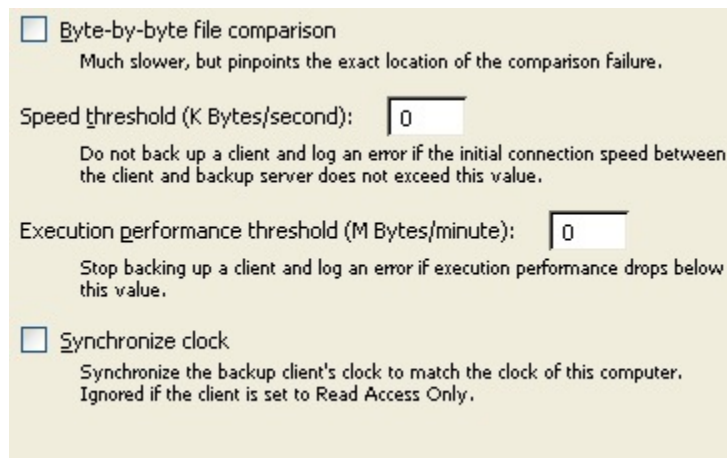 Byte-by-byte file comparison
Much slower, but pinpoints the exact location of the comparison failure.
Speed threshold (K Bytes/second): 0
Do not back up a client and log an error if the initial connection speed between
the client and backup server does not exceed this value.
Execution performance threshold (M Bytes/minute): 0
Stop backing up a client and log an error if execution performance drops below
this value.
Synchronize clock
Synchronize the backup client's clock to match the clock of this computer.
Ignored if the client is set to Read Access Only.